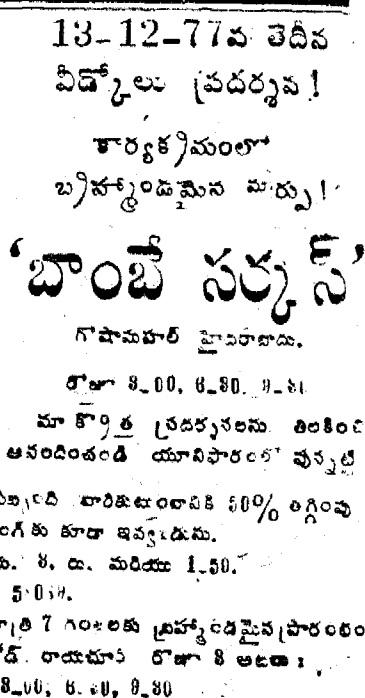 13-12-77వ తెదీన
వీడ్కోలు ప్రదర్శన !
కార్యక్రమంలో
బ్రహ్మాండమైన మార్పు !
'బాంబే సర్కస్'
గోషామహల్ హైదరాబాదు.
రోజు 3-00, 6-30, 9-30
మా క్రొత్త ప్రదర్శనలను తిలకించి
ఆనందించండి యూనిఫారంలో వున్నట్టి
వారికుటుంబానికి 50% తగ్గింపు
కు కూడా ఇవ్వబడును.
రు. మరియు 1-50.
7 గంటలకు బ్రహ్మాండమైన ప్రారంభం
రాయచూర్ రోజు 3 ఆటలు :
3-00, 6-30, 9-30